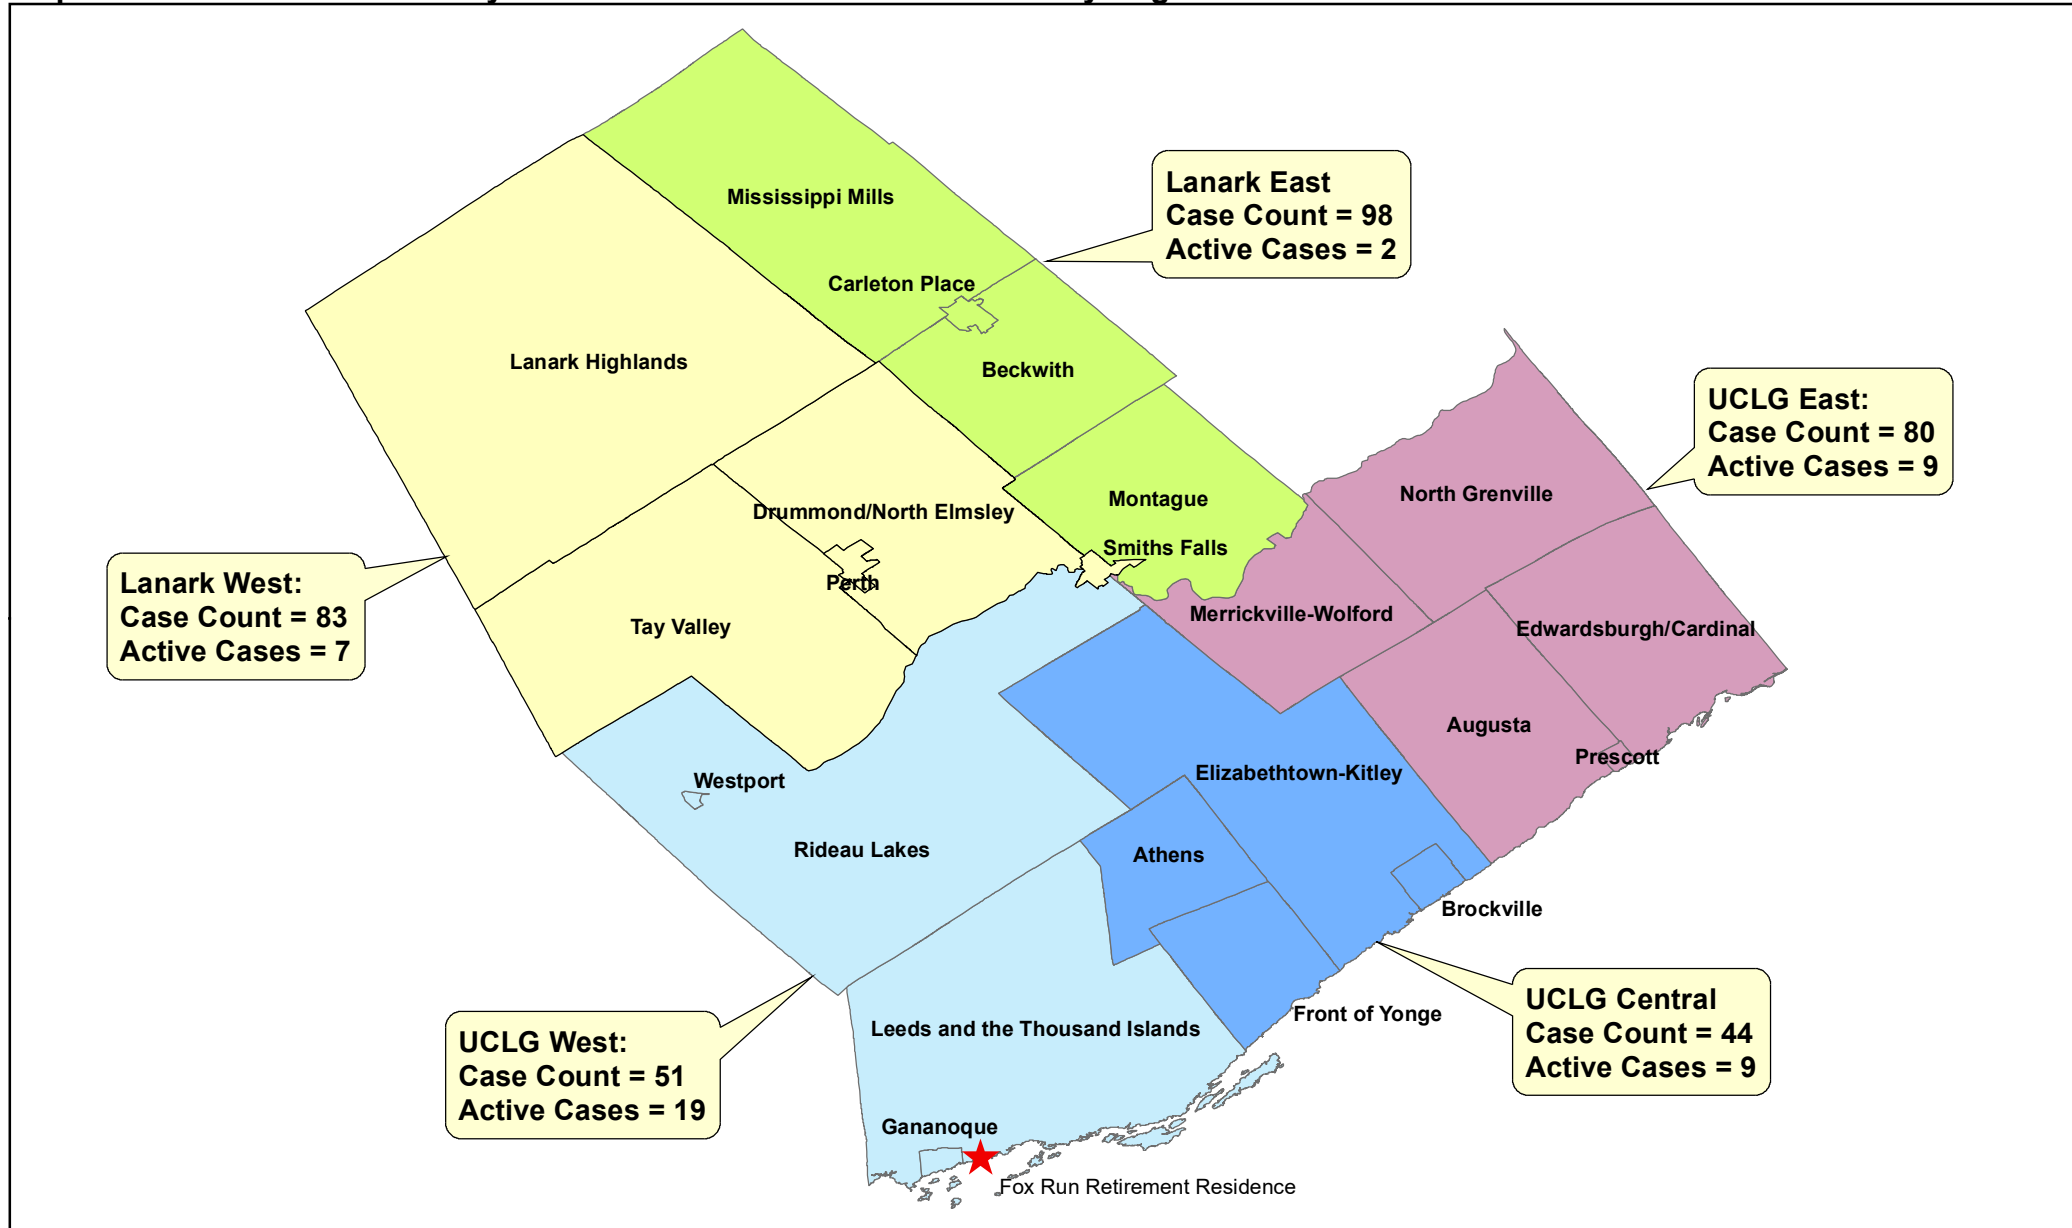 Mississippi Mills
Lanark East
Case Count = 98
Active Cases = 2
Carleton Place
Lanark Highlands
Beckwith
UCLG East:
Case Count = 80
Active Cases = 9
Montague
North Grenville
Drummond/North Elmsley
Smiths Falls
Perth
Lanark West:
Case Count = 83
Active Cases = 7
Tay Valley
Merrickville-Wolford
Edwardsburgh/Cardinal
Augusta
Prescott
Westport
Elizabethtown-Kitley
Rideau Lakes
Athens
Brockville
UCLG Central
Case Count = 44
Active Cases = 9
Front of Yonge
Leeds and the Thousand Islands
UCLG West:
Case Count = 51
Active Cases = 19
Gananoque
Fox Run Retirement Residence